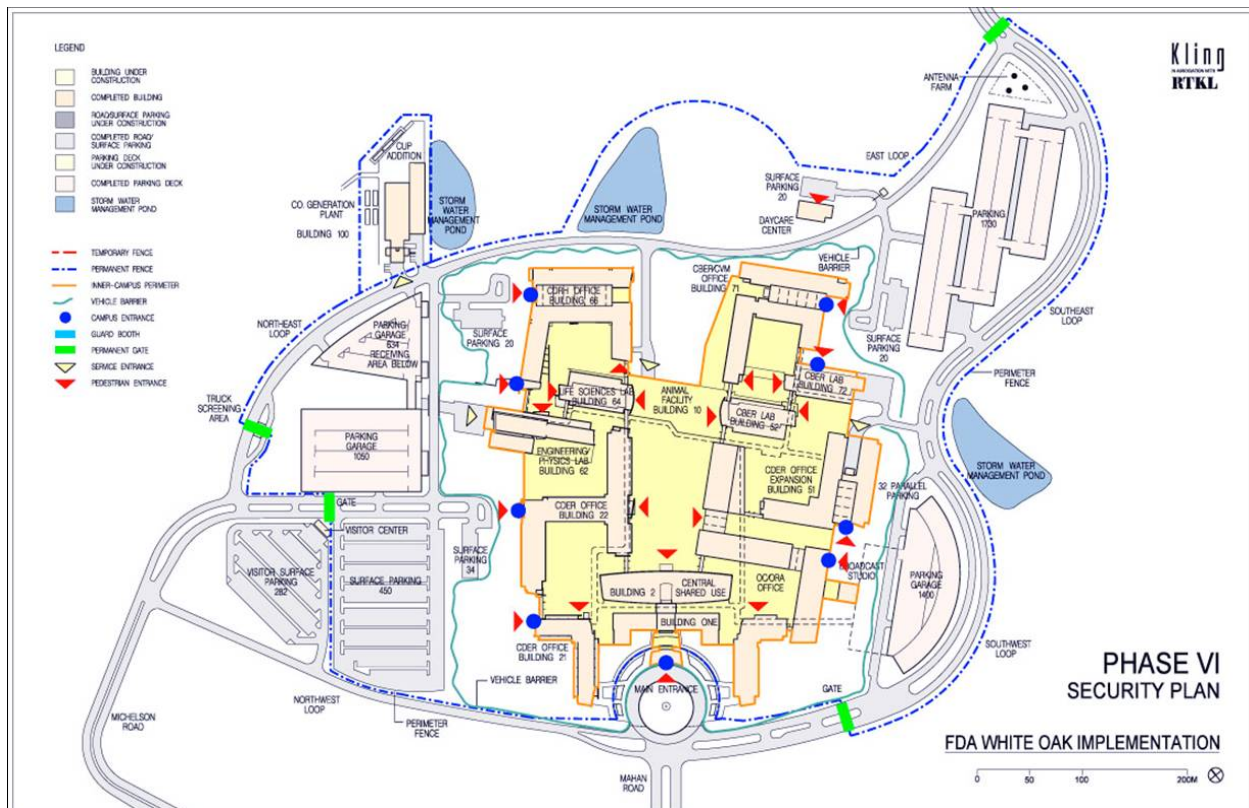 LEGEND
BUILDING UNDER
CONSTRUCTION
COMPLETED BUILDING
ROAD/SURFACE PARKING
UNDER CONSTRUCTION
COMPLETED ROAD/
SURFACE PARKING
PARKING DECK
UNDER CONSTRUCTION
COMPLETED PARKING DECK
STORM WATER
MANAGEMENT POND
TEMPORARY FENCE
PERMANENT FENCE
INNER-CAMPUS PERIMETER
VEHICLE BARRIER
CAMPUS ENTRANCE
GUARD BOOTH
PERMANENT GATE
SERVICE ENTRANCE
PEDESTRIAN ENTRANCE
Kling
IN ASSOCIATION WITH
RTKL
ANTENNA
FARM
CUP
ADDITION
CO. GENERATION
PLANT
BUILDING 100
STORM
WATER
MANAGEMENT
POND
STORM WATER
MANAGEMENT POND
EAST LOOP
SURFACE
PARKING
20
DAYCARE
CENTER
PARKING
1730
VEHICLE
BARRIER
CBER/CVM
OFFICE
BUILDING
71
CDRH OFFICE
BUILDING 66
SOUTHEAST
LOOP
NORTHEAST
LOOP
PARKING
GARAGE
634
RECEIVING
AREA BELOW
SURFACE
PARKING 20
SURFACE
PARKING
20
PERIMETER
FENCE
CBER LAB
BUILDING 72
LIFE SCIENCES LAB
BUILDING 64
ANIMAL
FACILITY
BUILDING 10
CBER LAB
BUILDING 52
TRUCK
SCREENING
AREA
PARKING
GARAGE
1050
ENGINEERING/
PHYSICS LAB
BUILDING 62
CDER OFFICE
EXPANSION
BUILDING 51
STORM WATER
MANAGEMENT POND
32 PARALLEL
PARKING
GATE
VISITOR CENTER
CDER OFFICE
BUILDING 22
VISITOR SURFACE
PARKING
282
SURFACE PARKING
450
SURFACE
PARKING
34
BUILDING 2
CENTRAL
SHARED USE
OC/ORA
OFFICE
BROADCAST
STUDIO
PARKING
GARAGE
1400
BUILDING ONE
CDER OFFICE
BUILDING 21
SOUTHWEST
LOOP
VEHICLE BARRIER
MAIN ENTRANCE
GATE
NORTHWEST
LOOP
PERIMETER
FENCE
MICHELSON
ROAD
MAHAN
ROAD
PHASE VI
SECURITY PLAN
FDA WHITE OAK IMPLEMENTATION
0 50 100 200M